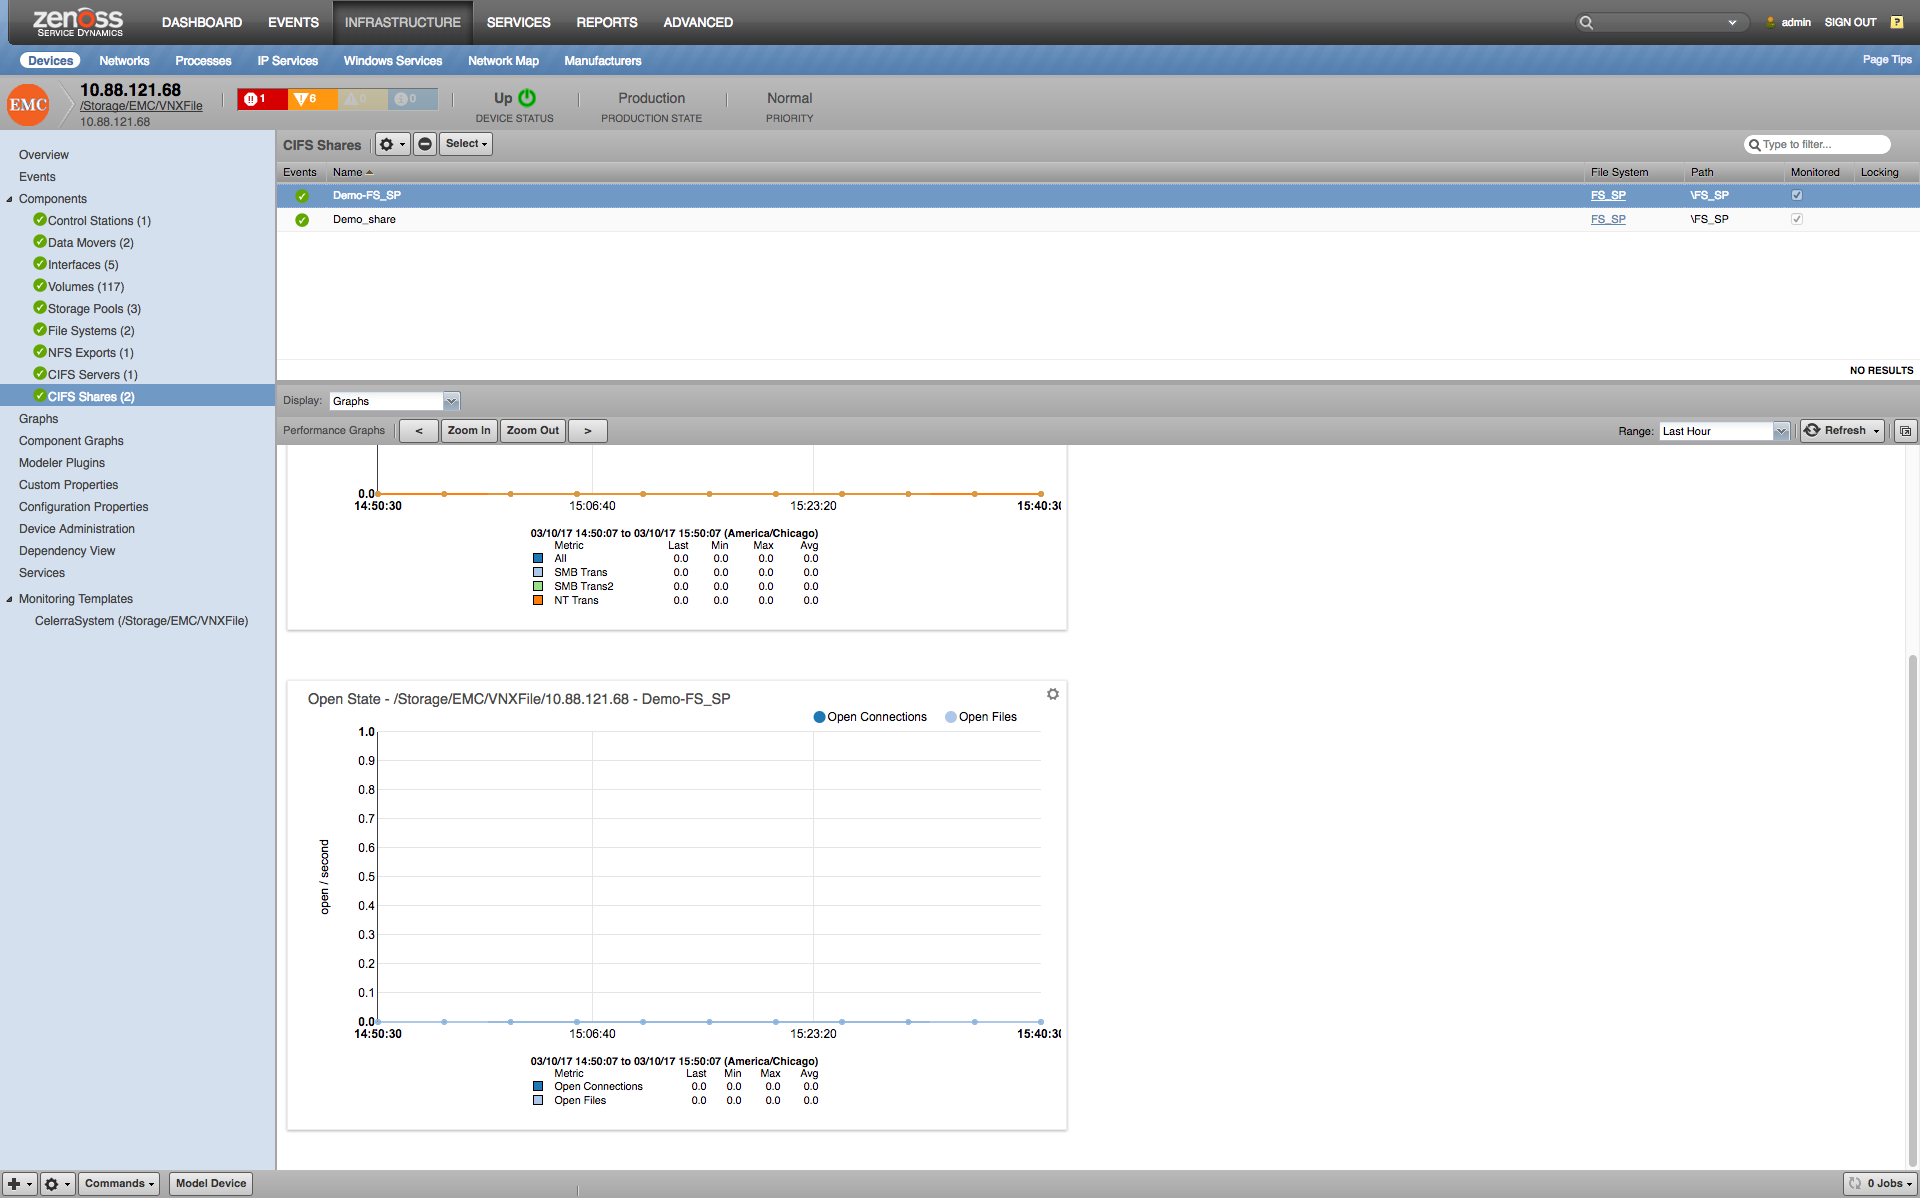 zenoss
SERVICE DYNAMICS
DASHBOARD EVENTS INFRASTRUCTURE SERVICES REPORTS ADVANCED
admin SIGN OUT ?
Devices Networks Processes IP Services Windows Services Network Map Manufacturers
Page Tips
EMC
10.88.121.68
/Storage/EMC/VNXFile
10.88.121.68
1 6 0 0
Up
DEVICE STATUS
Production
PRODUCTION STATE
Normal
PRIORITY
Overview
Events
Components
Control Stations (1)
Data Movers (2)
Interfaces (5)
Volumes (117)
Storage Pools (3)
File Systems (2)
NFS Exports (1)
CIFS Servers (1)
CIFS Shares (2)
Graphs
Component Graphs
Modeler Plugins
Custom Properties
Configuration Properties
Device Administration
Dependency View
Services
Monitoring Templates
CelerraSystem (/Storage/EMC/VNXFile)
CIFS Shares Select Type to filter...
Events Name File System Path Monitored Locking
Demo-FS_SP FS_SP \FS_SP
Demo_share FS_SP \FS_SP
NO RESULTS
Display: Graphs
Performance Graphs < Zoom In Zoom Out > Range: Last Hour Refresh
0.0
14:50:30 15:06:40 15:23:20 15:40:30
03/10/17 14:50:07 to 03/10/17 15:50:07 (America/Chicago)
Metric Last Min Max Avg
All 0.0 0.0 0.0 0.0
SMB Trans 0.0 0.0 0.0 0.0
SMB Trans2 0.0 0.0 0.0 0.0
NT Trans 0.0 0.0 0.0 0.0
Open State - /Storage/EMC/VNXFile/10.88.121.68 - Demo-FS_SP
Open Connections Open Files
1.0
0.9
0.8
0.7
0.6
0.5
0.4
0.3
0.2
0.1
0.0
open / second
14:50:30 15:06:40 15:23:20 15:40:30
03/10/17 14:50:07 to 03/10/17 15:50:07 (America/Chicago)
Metric Last Min Max Avg
Open Connections 0.0 0.0 0.0 0.0
Open Files 0.0 0.0 0.0 0.0
Commands Model Device
0 Jobs